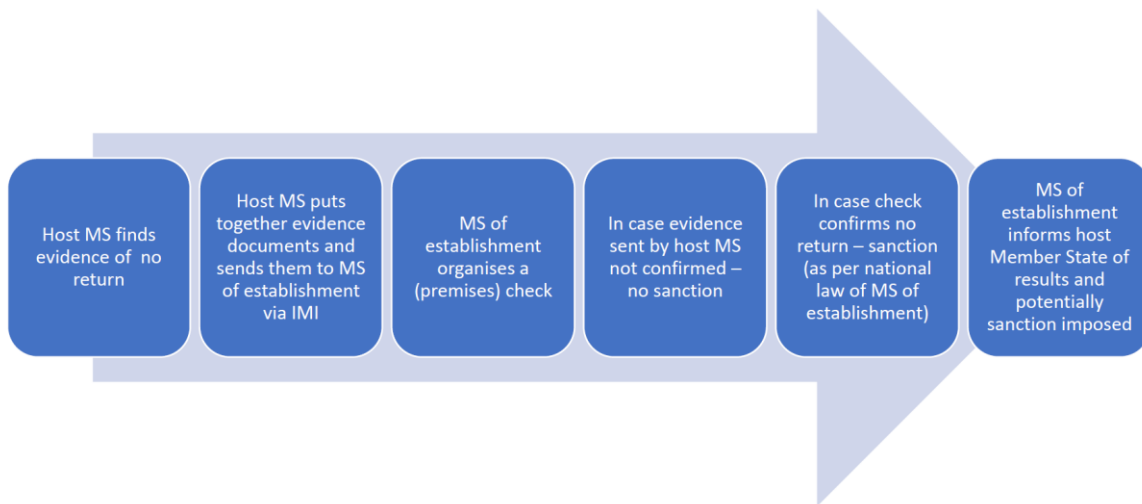 Host MS finds
evidence of no
return
Host MS puts
together evidence
documents and
sends them to MS
of establishment
via IMI
MS of
establishment
organises a
(premises) check
In case evidence
sent by host MS
not confirmed –
no sanction
In case check
confirms no
return – sanction
(as per national
law of MS of
establishment)
MS of
establishment
informs host
Member State of
results and
potentially
sanction imposed